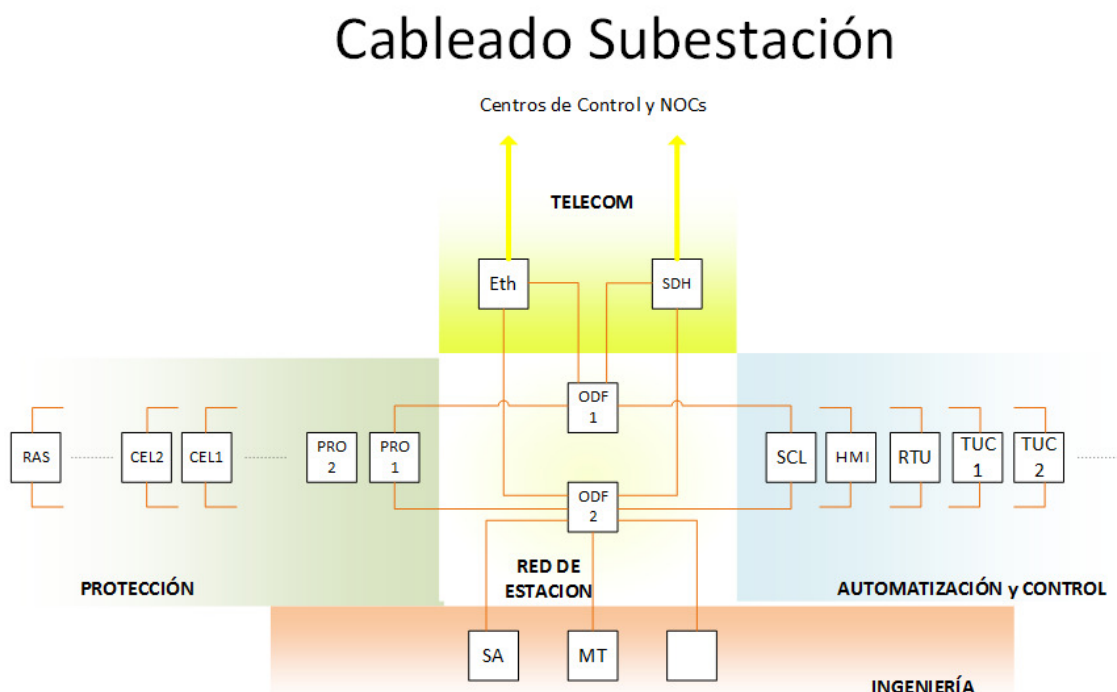 Cableado Subestación
Centros de Control y NOCs
TELECOM
Eth
SDH
ODF
1
RAS
CEL2
CEL1
PRO
2
PRO
1
SCL
HMI
RTU
TUC
1
TUC
2
ODF
2
RED DE
ESTACION
PROTECCIÓN
AUTOMATIZACIÓN y CONTROL
SA
MT
INGENIERÍA